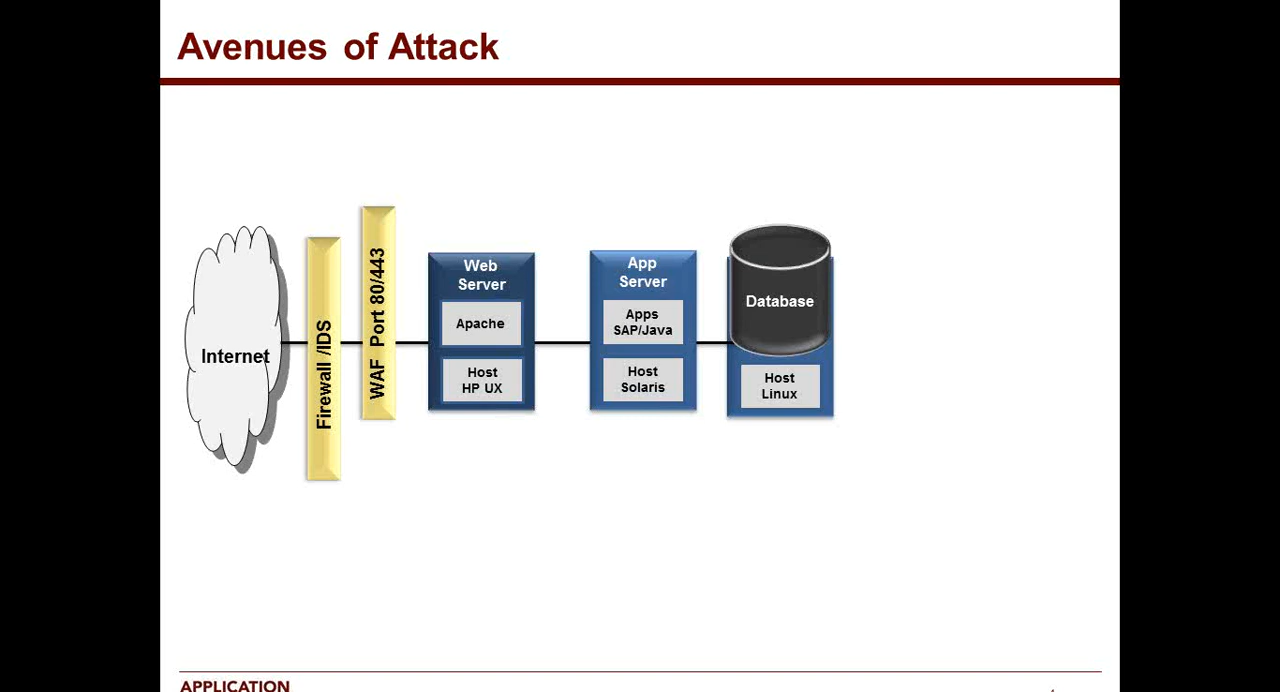 Avenues of Attack
Internet
Firewall /IDS
WAF Port 80/443
Web
Server
Apache
Host
HP UX
App
Server
Apps
SAP/Java
Host
Solaris
Database
Host
Linux
APPLICATION